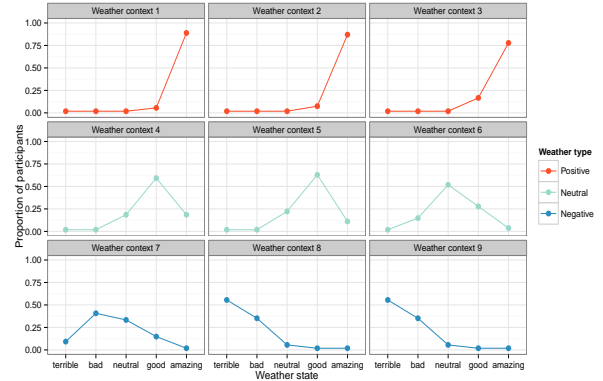 Weather context 1 Weather context 2 Weather context 3
1.00
0.75
0.50
0.25
0.00
Weather context 4 Weather context 5 Weather context 6
1.00
0.75
0.50
0.25
0.00
Weather context 7 Weather context 8 Weather context 9
1.00
0.75
0.50
0.25
0.00
Proportion of participants
terrible bad neutral good amazing terrible bad neutral good amazing terrible bad neutral good amazing
Weather state
Weather type
Positive
Neutral
Negative